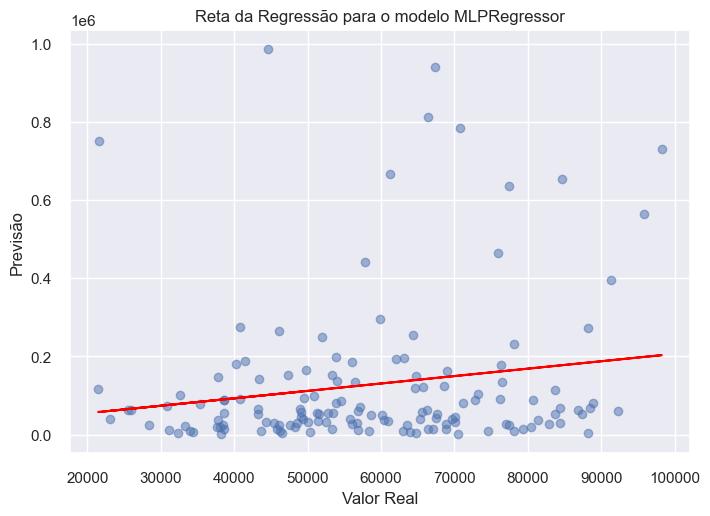 Reta da Regressão para o modelo MLPRegressor
1e6
1.0
0.8
0.6
0.4
0.2
0.0
Previsão
20000 30000 40000 50000 60000 70000 80000 90000 100000
Valor Real